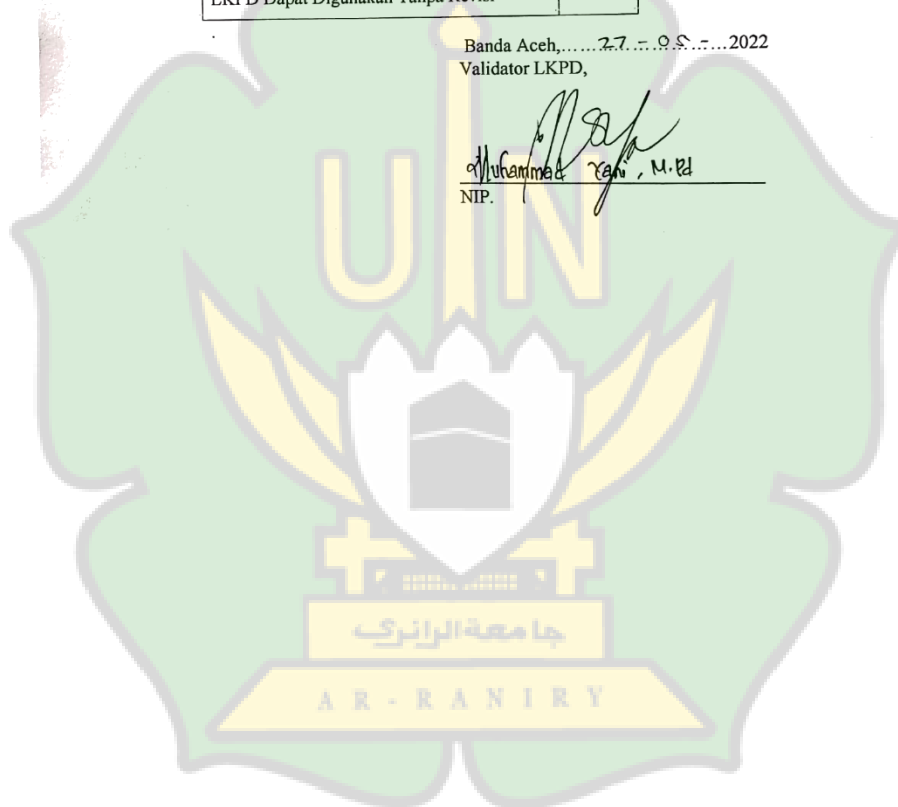 LKPD Dapat Digunakan Tanpa Revisi
Banda Aceh,......27.-.05.-....2022
Validator LKPD,
Muhammad Yani, M.Pd
NIP.
UIN
جامعة الرانري
AR-RANIRY